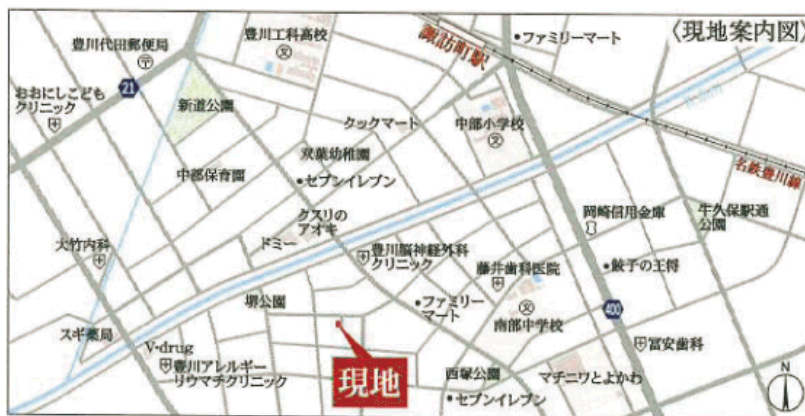 〈現地案内図〉
豊川代田郵便局
豊川工科高校
諏訪町駅
ファミリーマート
21
おおにしこども
クリニック
新道公園
クックマート
中部小学校
双葉幼稚園
中部保育園
セブンイレブン
名鉄豊川線
クスリの
アオキ
ドミー
岡崎信用金庫
牛久保駅通
公園
大竹内科
豊川脳神経外科
クリニック
藤井歯科医院
餃子の王将
堺公園
ファミリー
マート
南部中学校
400
スギ薬局
V・drug
豊川アレルギー
リウマチクリニック
冨安歯科
現地
西塚公園
マチニワとよかわ
セブンイレブン
N